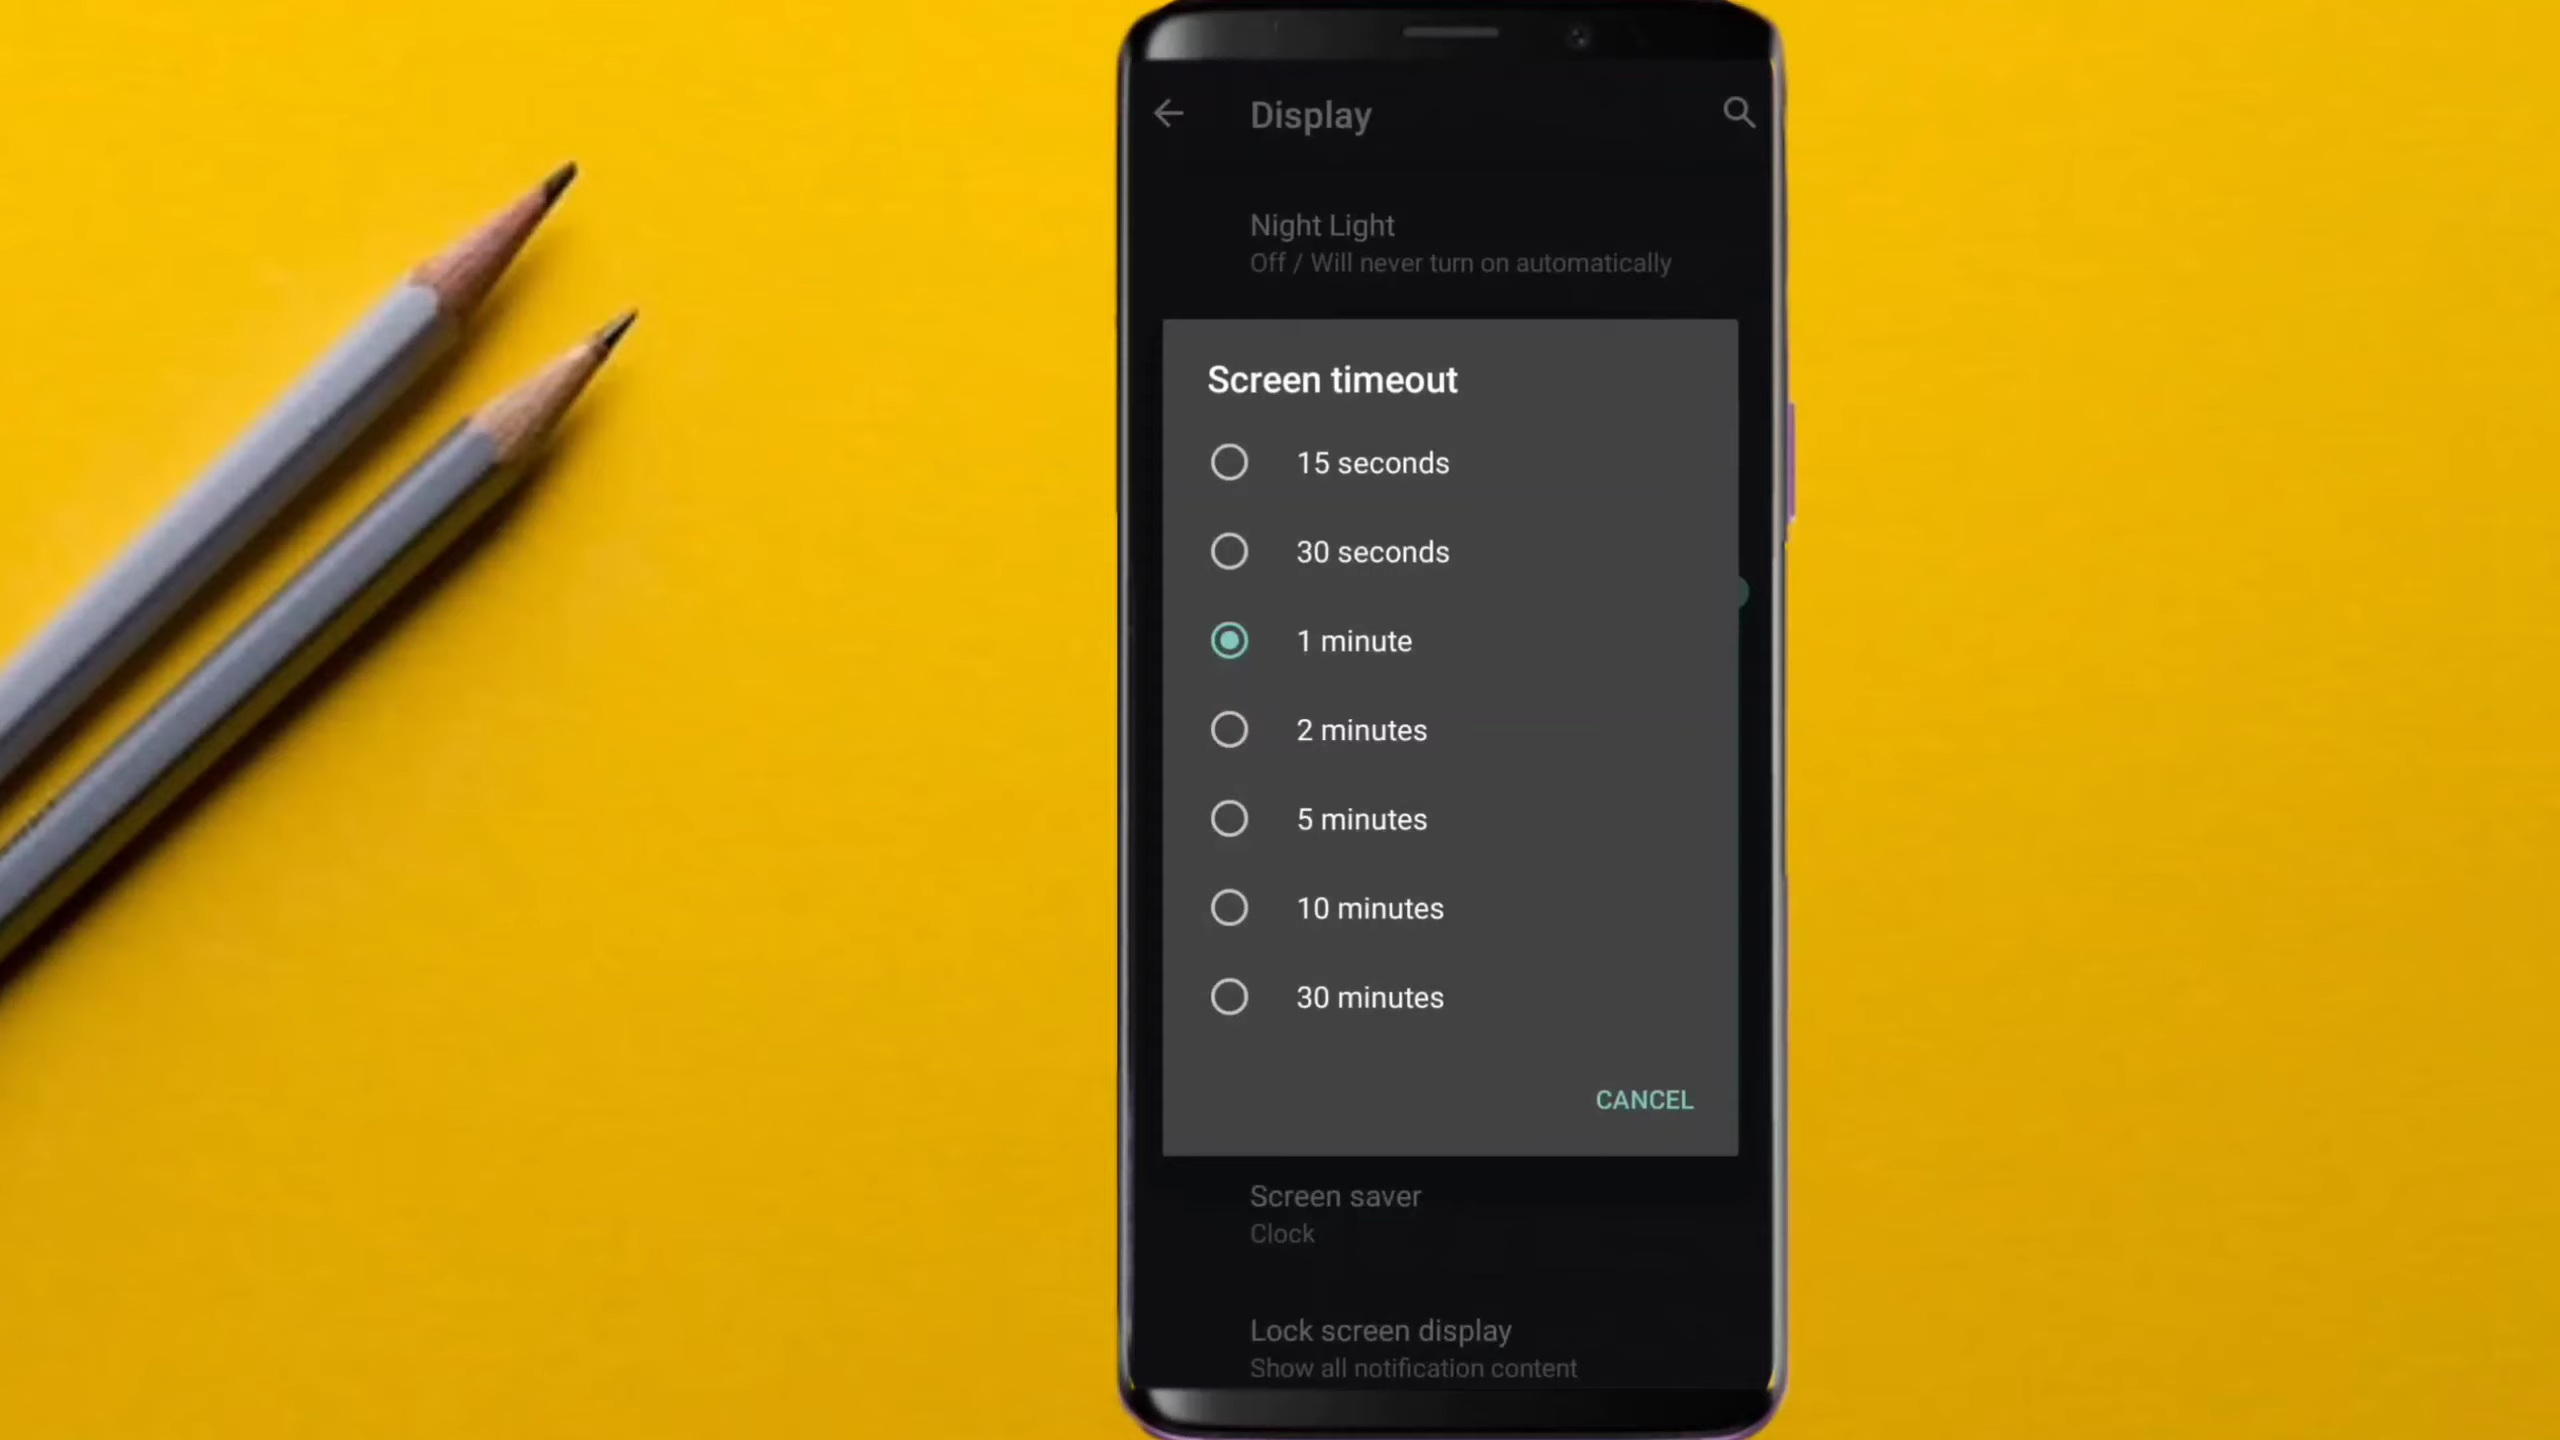 Display
Night Light
Off / Will never turn on automatically
Screen timeout
15 seconds
30 seconds
1 minute
2 minutes
5 minutes
10 minutes
30 minutes
CANCEL
Screen saver
Clock
Lock screen display
Show all notification content